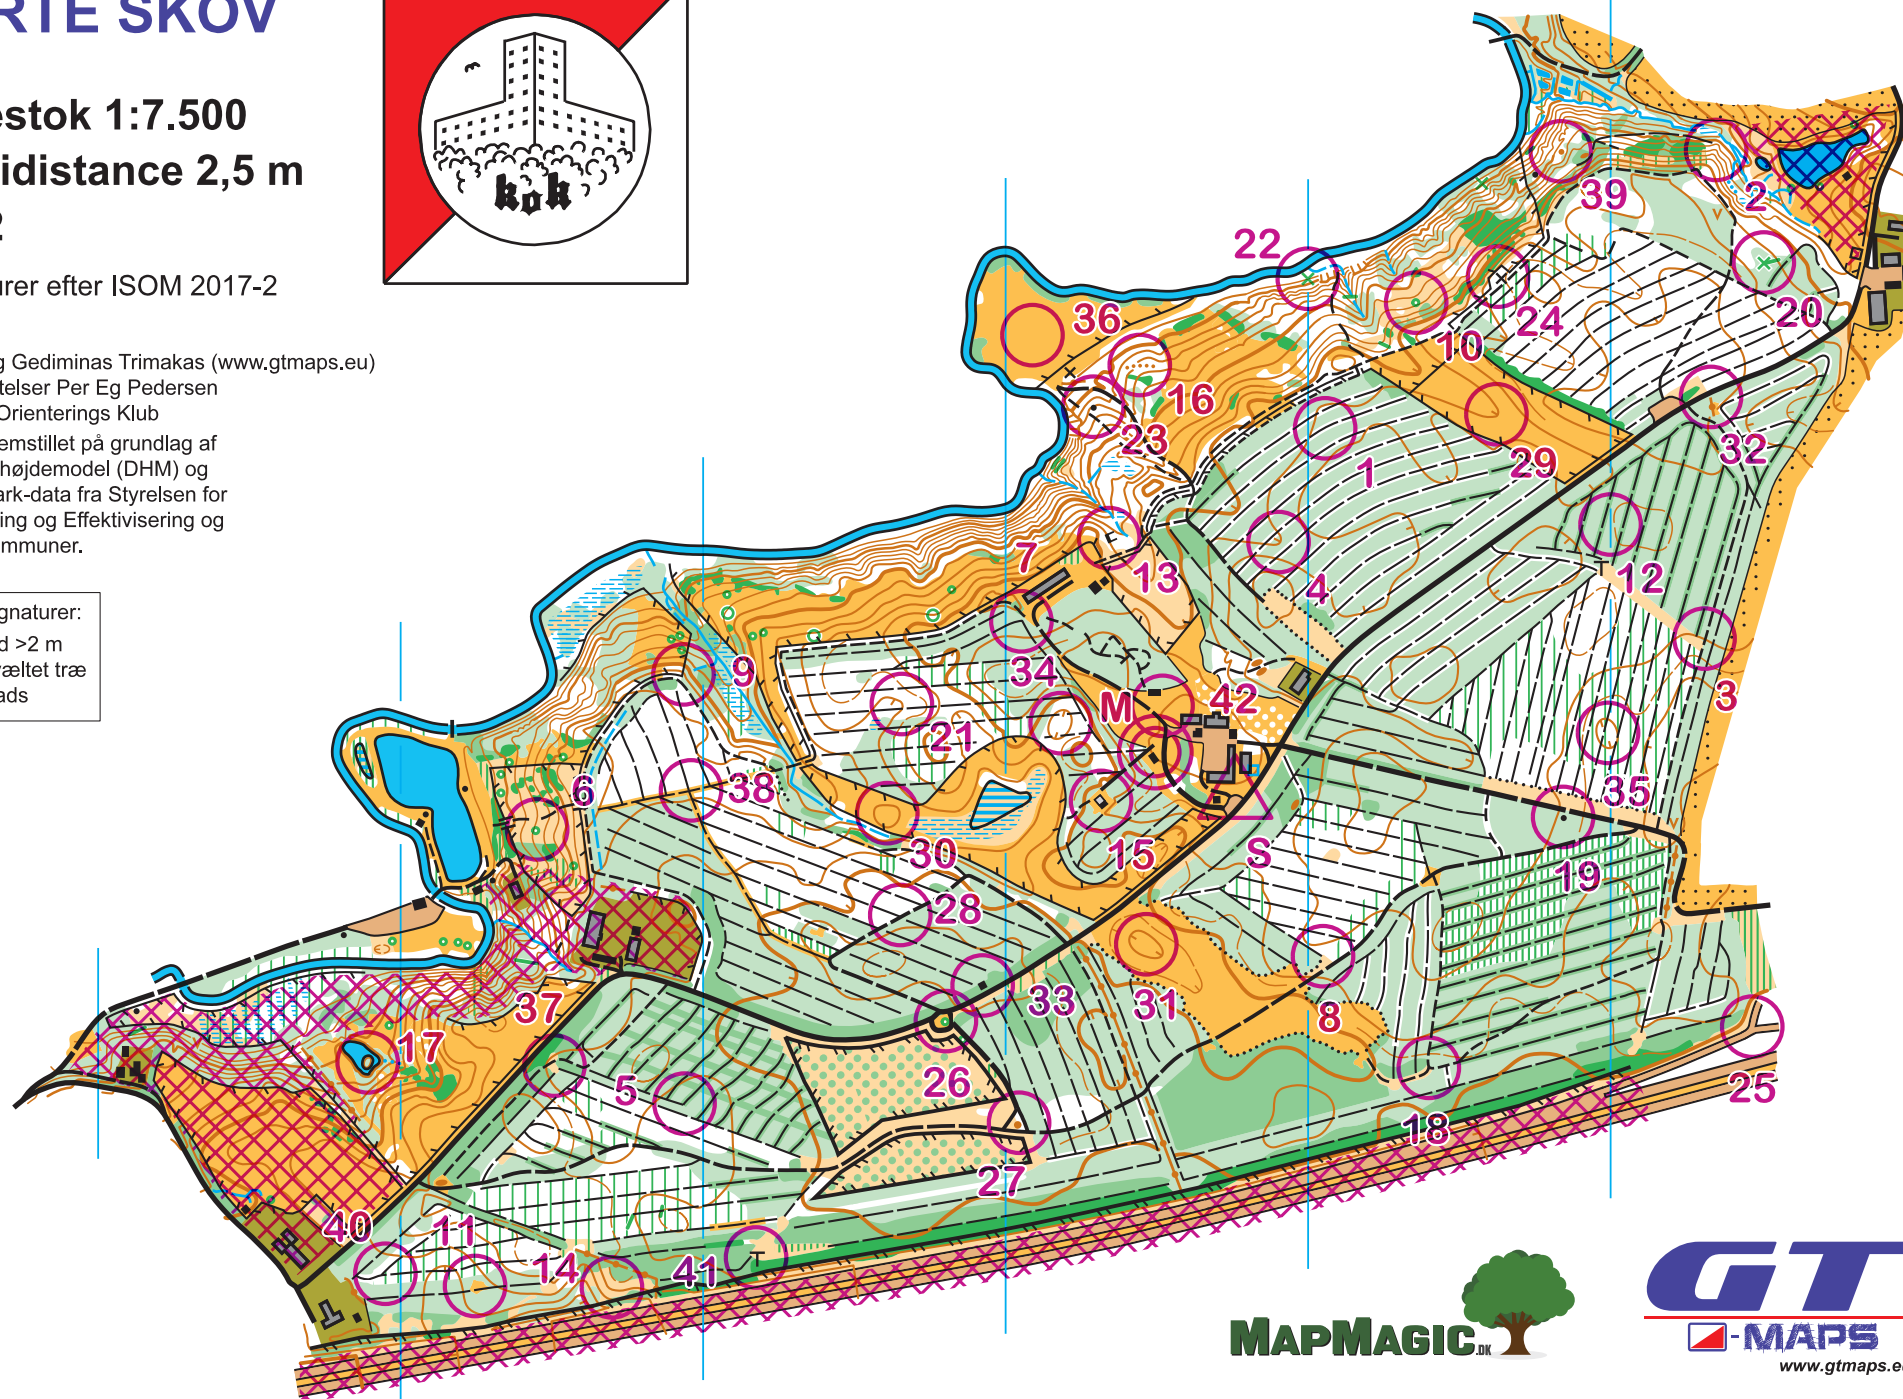 RTE SKOV
estok 1:7.500
idistance 2,5 m
2
urer efter ISOM 2017-2
g Gediminas Trimakas (www.gtmaps.eu)
telser Per Eg Pedersen
Orienterings Klub
emstillet på grundlag af
højdemodel (DHM) og
ark-data fra Styrelsen for
ing og Effektivisering og
mmuner.
gnaturer:
d >2 m
væltet træ
ads
kok
39
2
22
20
36
24
10
16
23
29
32
1
7
13
4
12
9
34
3
M
42
21
6
38
35
30
15
S
19
28
37
33
31
8
17
5
26
25
18
27
40
11
14
41
MAPMAGIC.DK
GT
-MAPS
www.gtmaps.e